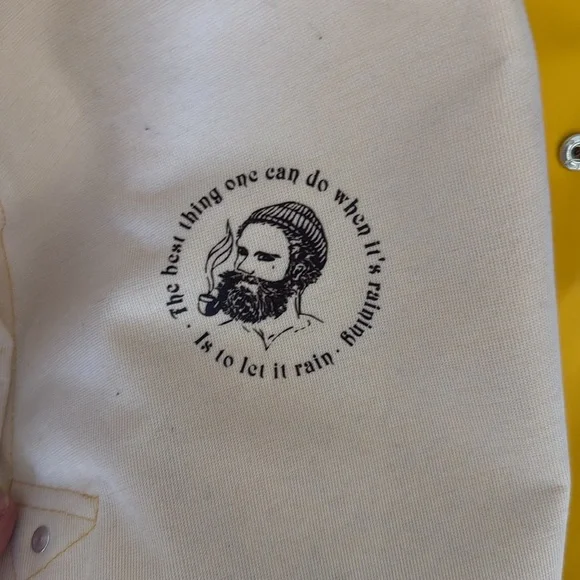 The best thing one can do when it's raining
· Is to let it rain ·